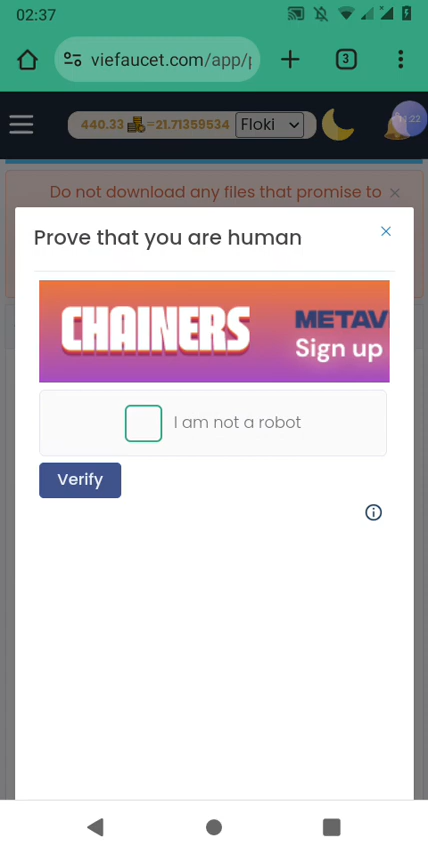 02:37
viefaucet.com/app/
3
440.33 =21.71359534 Floki
Do not download any files that promise to
Prove that you are human
CHAINERS
METAV
Sign up
I am not a robot
Verify